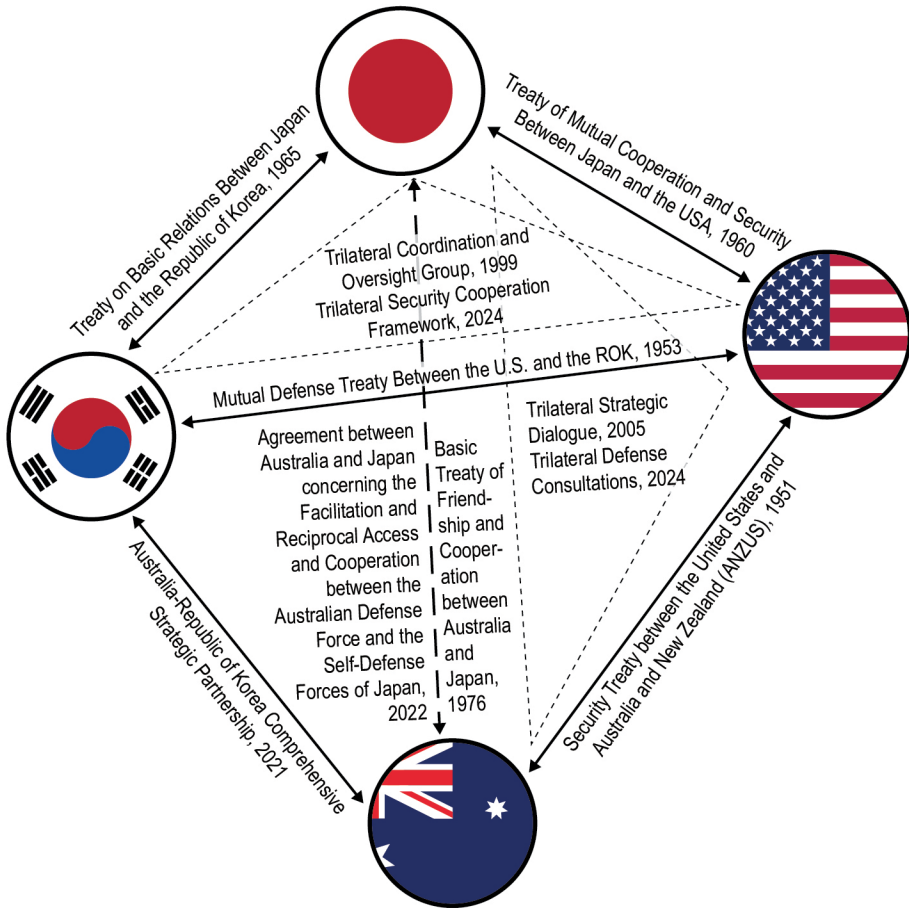 Treaty on Basic Relations Between Japan
and the Republic of Korea, 1965
Treaty of Mutual Cooperation and Security
Between Japan and the USA, 1960
Trilateral Coordination and
Oversight Group, 1999
Trilateral Security Cooperation
Framework, 2024
Mutual Defense Treaty Between the U.S. and the ROK, 1953
Trilateral Strategic
Dialogue, 2005
Trilateral Defense
Consultations, 2024
Agreement between
Australia and Japan
concerning the
Facilitation and
Reciprocal Access
and Cooperation
between the
Australian Defense
Force and the
Self-Defense
Forces of Japan,
2022
Basic
Treaty of
Friend-
ship and
Cooper-
ation
between
Australia
and
Japan,
1976
Australia-Republic of Korea Comprehensive
Strategic Partnership, 2021
Security Treaty between the United States and
Australia and New Zealand (ANZUS), 1951